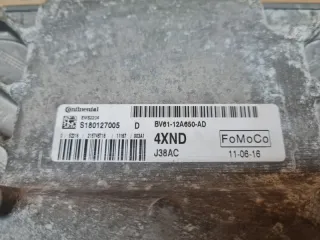 Continental
S180127005 D BV61-12A650-AD
4XND FoMoCo
J38AC 11-06-16